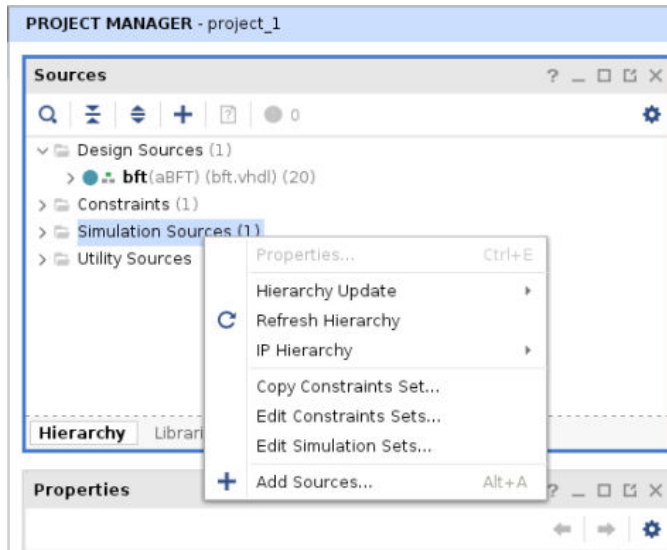 PROJECT MANAGER - project_1
Sources
0
Design Sources (1)
bft(aBFT) (bft.vhdl) (20)
Constraints (1)
Simulation Sources (1)
Utility Sources
Properties... Ctrl+E
Hierarchy Update
Refresh Hierarchy
IP Hierarchy
Copy Constraints Set...
Edit Constraints Sets...
Edit Simulation Sets...
Add Sources... Alt+A
Hierarchy Librari
Properties